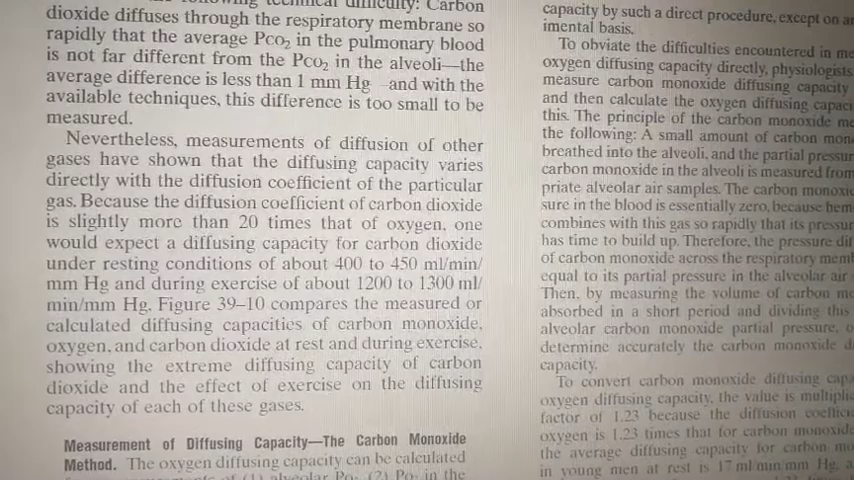 following technical difficulty: Carbon
dioxide diffuses through the respiratory membrane so
rapidly that the average Pco₂ in the pulmonary blood
is not far different from the Pco₂ in the alveoli—the
average difference is less than 1 mm Hg—and with the
available techniques, this difference is too small to be
measured.
Nevertheless, measurements of diffusion of other
gases have shown that the diffusing capacity varies
directly with the diffusion coefficient of the particular
gas. Because the diffusion coefficient of carbon dioxide
is slightly more than 20 times that of oxygen, one
would expect a diffusing capacity for carbon dioxide
under resting conditions of about 400 to 450 ml/min/
mm Hg and during exercise of about 1200 to 1300 ml/
min/mm Hg. Figure 39–10 compares the measured or
calculated diffusing capacities of carbon monoxide,
oxygen, and carbon dioxide at rest and during exercise,
showing the extreme diffusing capacity of carbon
dioxide and the effect of exercise on the diffusing
capacity of each of these gases.
Measurement of Diffusing Capacity—The Carbon Monoxide
Method. The oxygen diffusing capacity can be calculated
of (1) alveolar Po₂, (2) Po₂ in the
capacity by such a direct procedure, except on an
imental basis.
To obviate the difficulties encountered in
oxygen diffusing capacity directly, physiologists
measure carbon monoxide diffusing capacity
and then calculate the oxygen diffusing
this. The principle of the carbon monoxide
the following: A small amount of carbon
breathed into the alveoli, and the partial
carbon monoxide in the alveoli is measured from
priate alveolar air samples. The carbon
sure in the blood is essentially zero, because
combines with this gas so rapidly that its
has time to build up. Therefore, the pressure
of carbon monoxide across the respiratory
equal to its partial pressure in the alveolar air
Then, by measuring the volume of carbon
absorbed in a short period and dividing this
alveolar carbon monoxide partial pressure,
determine accurately the carbon monoxide
capacity.
To convert carbon monoxide diffusing
oxygen diffusing capacity, the value is
factor of 1.23 because the diffusion
oxygen is 1.23 times that for carbon monoxide
the average diffusing capacity for carbon
in young men at rest is 17 ml/min/mm Hg,